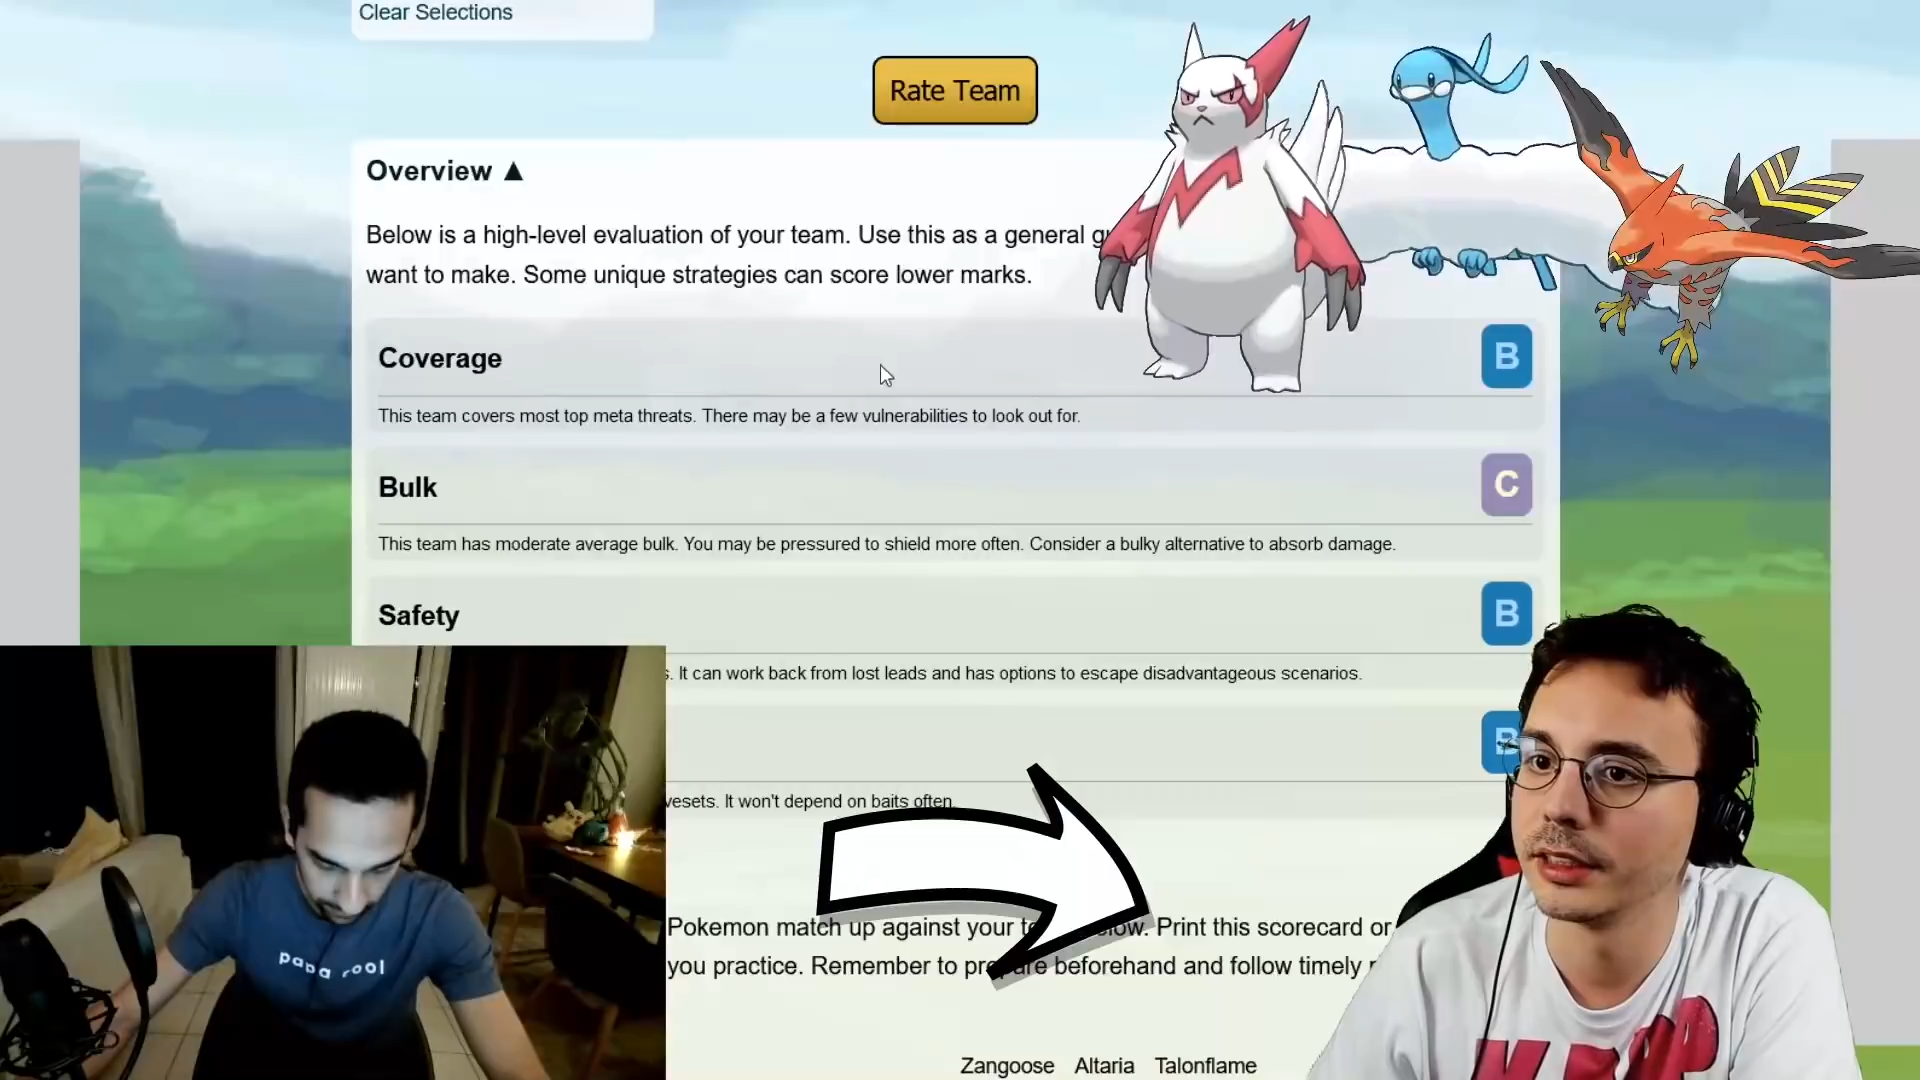 Clear Selections
Rate Team
Overview ▲
Below is a high-level evaluation of your team. Use this as a general
want to make. Some unique strategies can score lower marks.
Coverage
B
This team covers most top meta threats. There may be a few vulnerabilities to look out for.
Bulk
C
This team has moderate average bulk. You may be pressured to shield more often. Consider a bulky alternative to absorb damage.
Safety
B
It can work back from lost leads and has options to escape disadvantageous scenarios.
B
It won't depend on baits often.
Pokemon match up against your Print this scorecard or
you practice. Remember to beforehand and follow timely
Zangoose Altaria Talonflame
papa cool